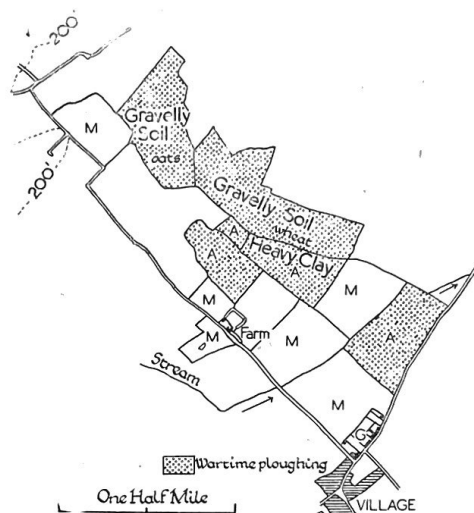 200'
M
Gravelly
Soil
oats
200'
Gravelly Soil
wheat
A
Heavy Clay
A
A
M
M
A
Farm
M
M
Stream
M
G
Wartime ploughing
One Half Mile
VILLAGE